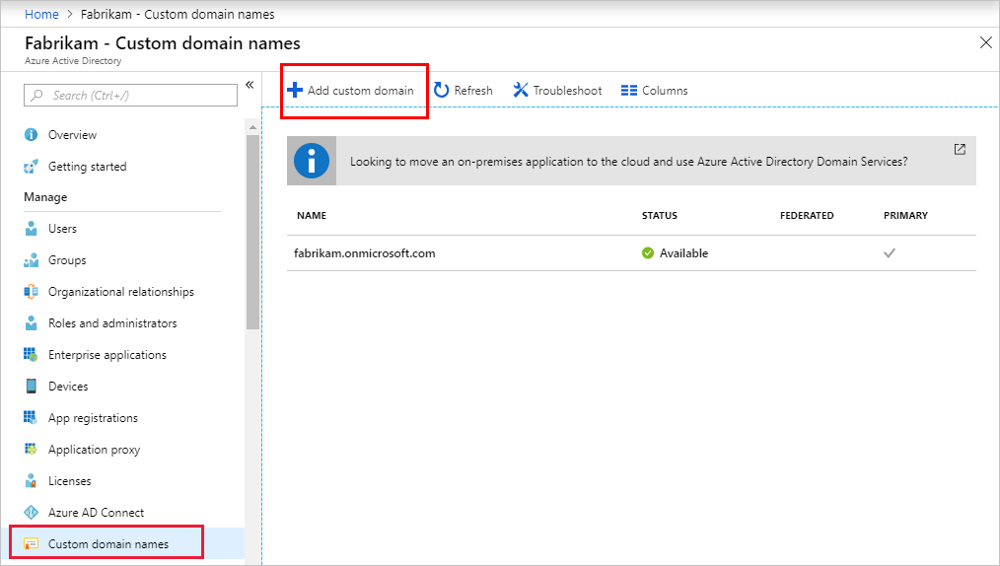 Home > Fabrikam - Custom domain names
Fabrikam - Custom domain names
Azure Active Directory
Search (Ctrl+/)
Overview
Getting started
Manage
Users
Groups
Organizational relationships
Roles and administrators
Enterprise applications
Devices
App registrations
Application proxy
Licenses
Azure AD Connect
Custom domain names
Add custom domain Refresh Troubleshoot Columns
Looking to move an on-premises application to the cloud and use Azure Active Directory Domain Services?
NAME STATUS FEDERATED PRIMARY
fabrikam.onmicrosoft.com Available